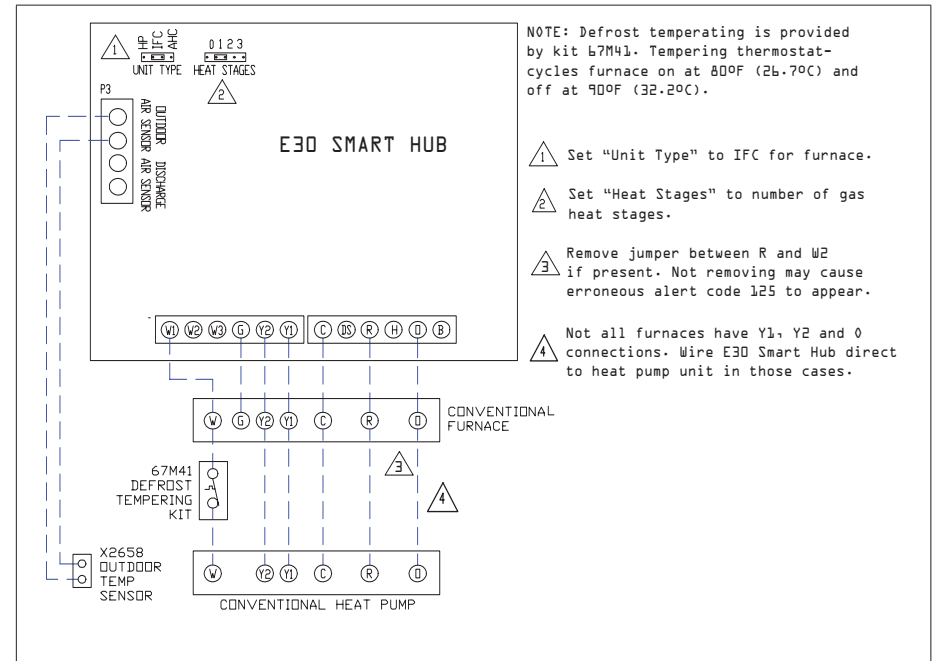 HP
IFC
AHC
0 1 2 3
1
UNIT TYPE
HEAT STAGES
2
P3
OUTDOOR
AIR SENSOR
DISCHARGE
AIR SENSOR
E30 SMART HUB
W1 W2 W3 G Y2 Y1 C DS R H O B
W G Y2 Y1 C R O
CONVENTIONAL
FURNACE
3
4
67M41
DEFROST
TEMPERING
KIT
X2658
OUTDOOR
TEMP
SENSOR
W Y2 Y1 C R O
CONVENTIONAL HEAT PUMP
NOTE: Defrost temperating is provided
by kit 67M41. Tempering thermostat-
cycles furnace on at 80ºF (26.7ºC) and
off at 90ºF (32.2ºC).
1 Set “Unit Type” to IFC for furnace.
2 Set “Heat Stages” to number of gas
heat stages.
3 Remove jumper between R and W2
if present. Not removing may cause
erroneous alert code 125 to appear.
4 Not all furnaces have Y1, Y2 and O
connections. Wire E30 Smart Hub direct
to heat pump unit in those cases.